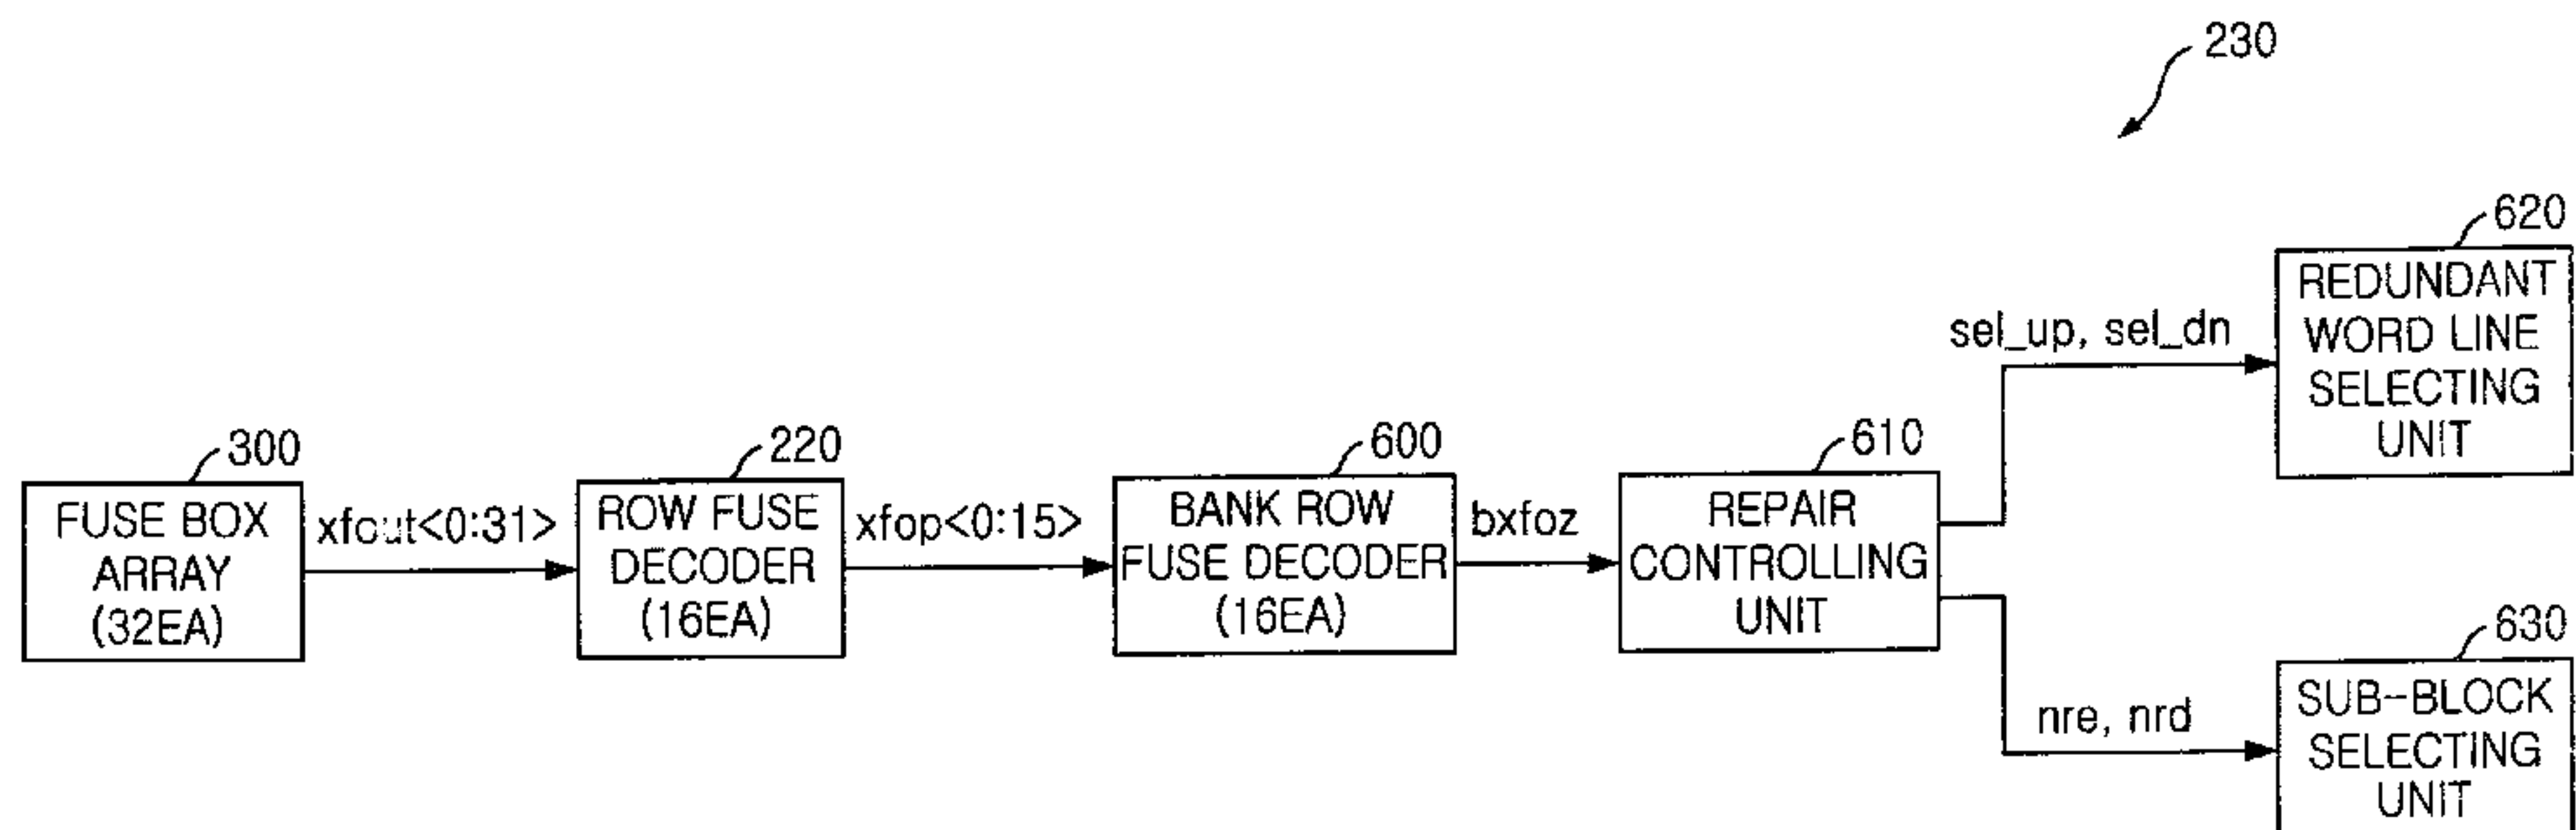 230
300
FUSE BOX
ARRAY
(32EA)
xfout<0:31>
220
ROW FUSE
DECODER
(16EA)
xfop<0:15>
600
BANK ROW
FUSE DECODER
(16EA)
bxfoz
610
REPAIR
CONTROLLING
UNIT
sel_up, sel_dn
620
REDUNDANT
WORD LINE
SELECTING
UNIT
nre, nrd
630
SUB-BLOCK
SELECTING
UNIT